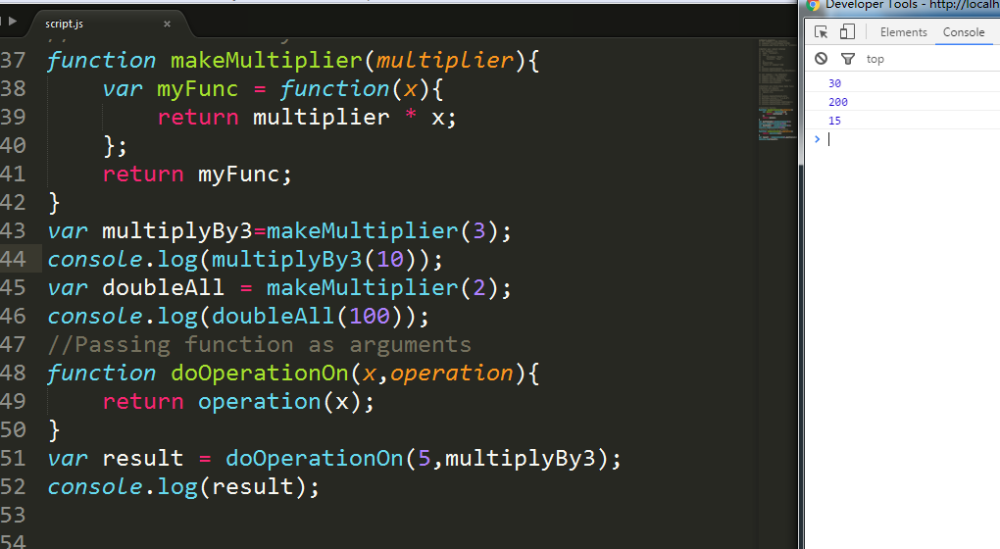 script.js
37 function makeMultiplier(multiplier){
38     var myFunc = function(x){
39         return multiplier * x;
40     };
41     return myFunc;
42 }
43 var multiplyBy3=makeMultiplier(3);
44 console.log(multiplyBy3(10));
45 var doubleAll = makeMultiplier(2);
46 console.log(doubleAll(100));
47 //Passing function as arguments
48 function doOperationOn(x,operation){
49     return operation(x);
50 }
51 var result = doOperationOn(5,multiplyBy3);
52 console.log(result);
53
54
Developer Tools - http://localh
Elements Console
top
30
200
15
>